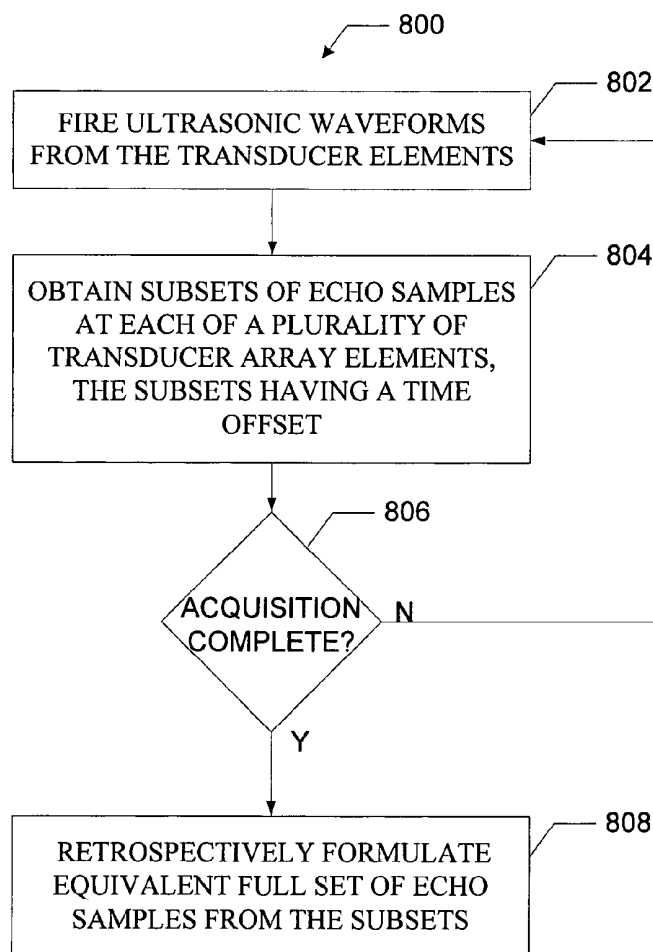 800
802
FIRE ULTRASONIC WAVEFORMS
FROM THE TRANSDUCER ELEMENTS
804
OBTAIN SUBSETS OF ECHO SAMPLES
AT EACH OF A PLURALITY OF
TRANSDUCER ARRAY ELEMENTS,
THE SUBSETS HAVING A TIME
OFFSET
806
ACQUISITION
COMPLETE?
N
Y
808
RETROSPECTIVELY FORMULATE
EQUIVALENT FULL SET OF ECHO
SAMPLES FROM THE SUBSETS